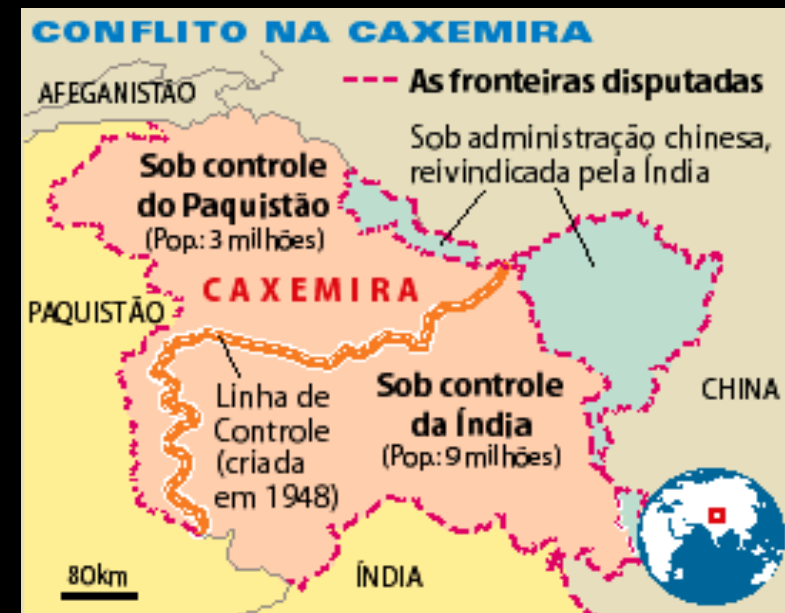 CONFLITO NA CAXEMIRA
AFEGANISTÃO
As fronteiras disputadas
Sob administração chinesa,
reivindicada pela Índia
Sob controle
do Paquistão
(Pop.: 3 milhões)
CAXEMIRA
PAQUISTÃO
Linha de
Controle
(criada
em 1948)
Sob controle
da Índia
(Pop.: 9 milhões)
CHINA
80km
ÍNDIA